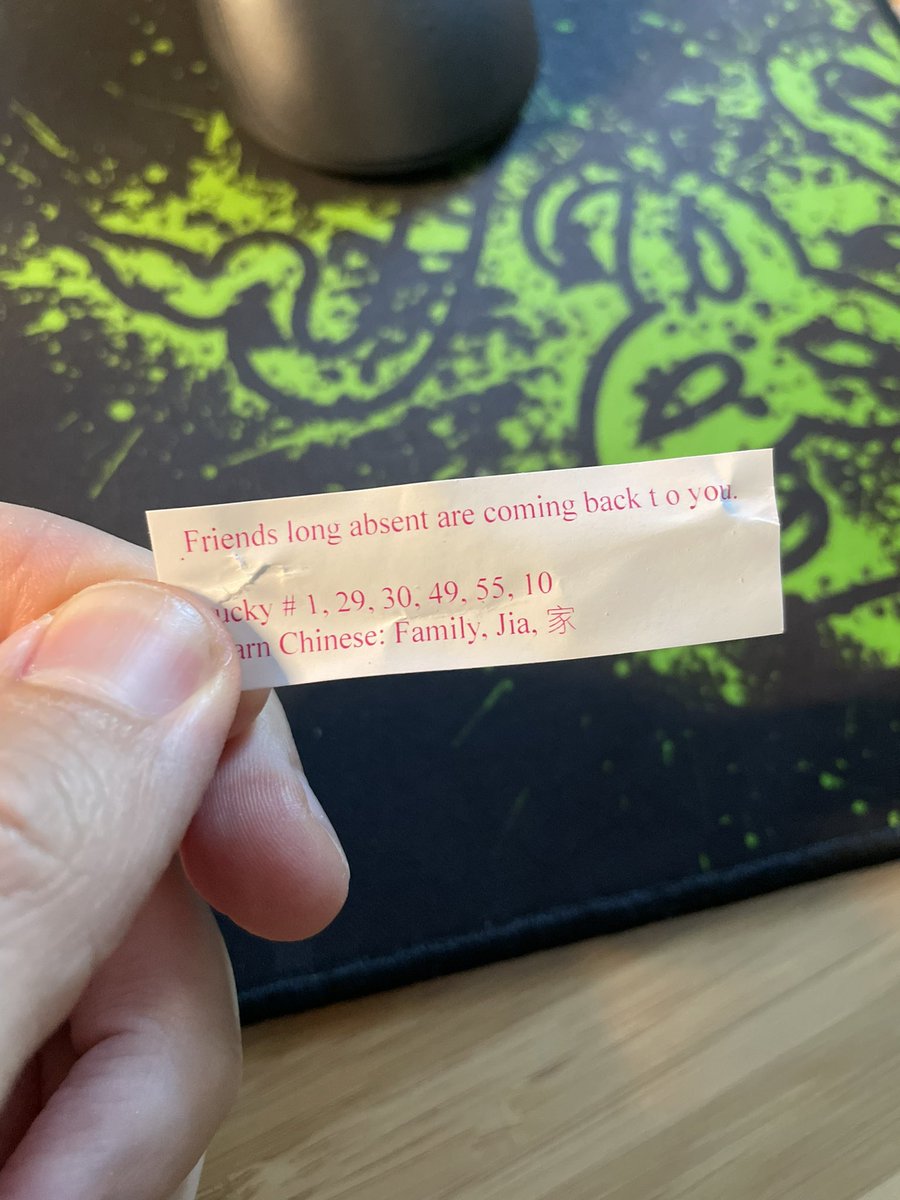 Friends long absent are coming back t o you.
ucky # 1, 29, 30, 49, 55, 10
arn Chinese: Family, Jia, 家